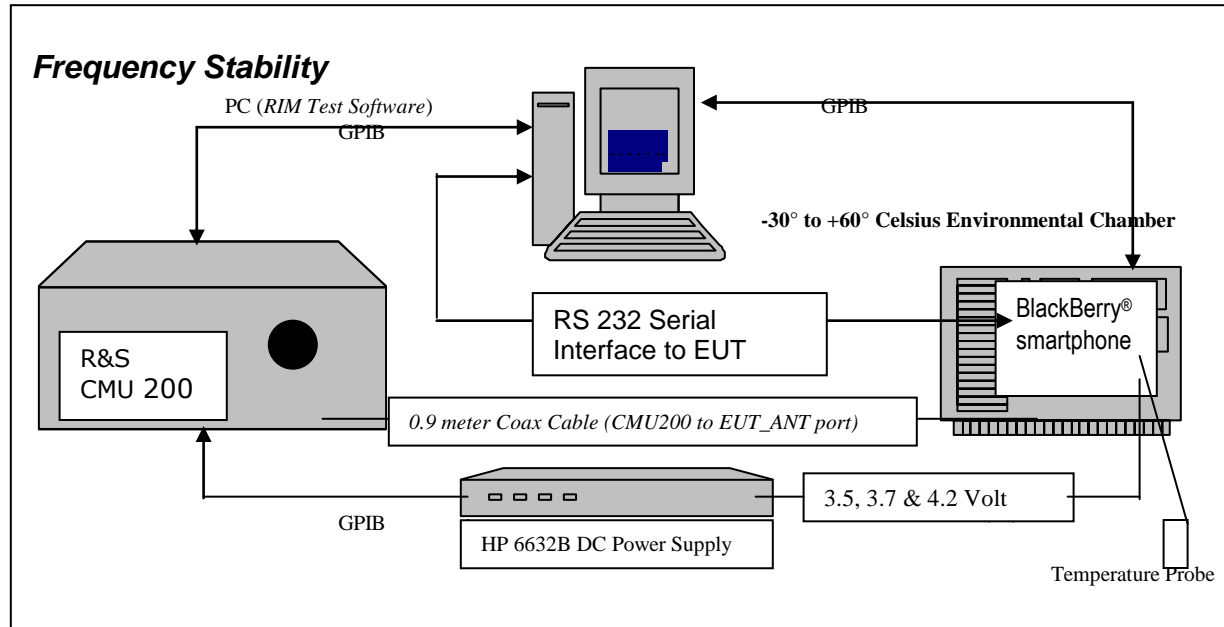 Frequency Stability
PC (RIM Test Software)
GPIB
GPIB
-30° to +60° Celsius Environmental Chamber
BlackBerry®
smartphone
RS 232 Serial
Interface to EUT
R&S
CMU 200
0.9 meter Coax Cable (CMU200 to EUT_ANT port)
3.5, 3.7 & 4.2 Volt
GPIB
HP 6632B DC Power Supply
Temperature Probe